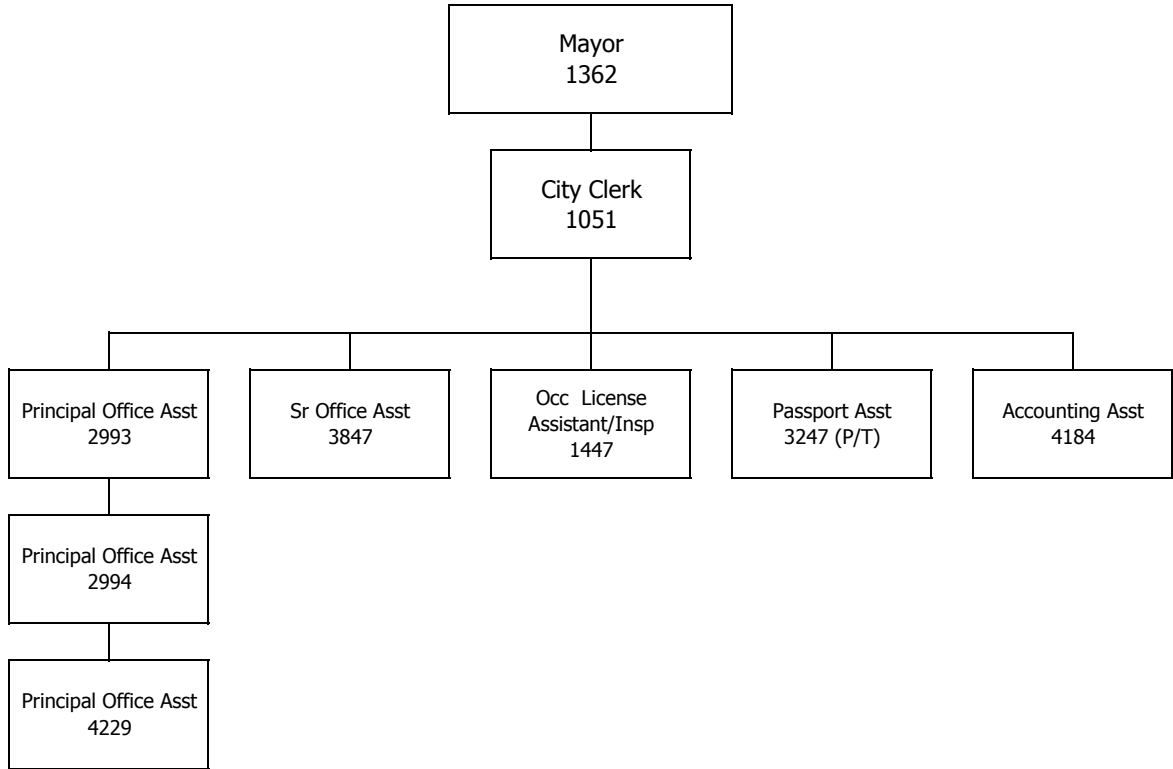 Mayor
1362
City Clerk
1051
Principal Office Asst
2993
Sr Office Asst
3847
Occ License
Assistant/Insp
1447
Passport Asst
3247 (P/T)
Accounting Asst
4184
Principal Office Asst
2994
Principal Office Asst
4229